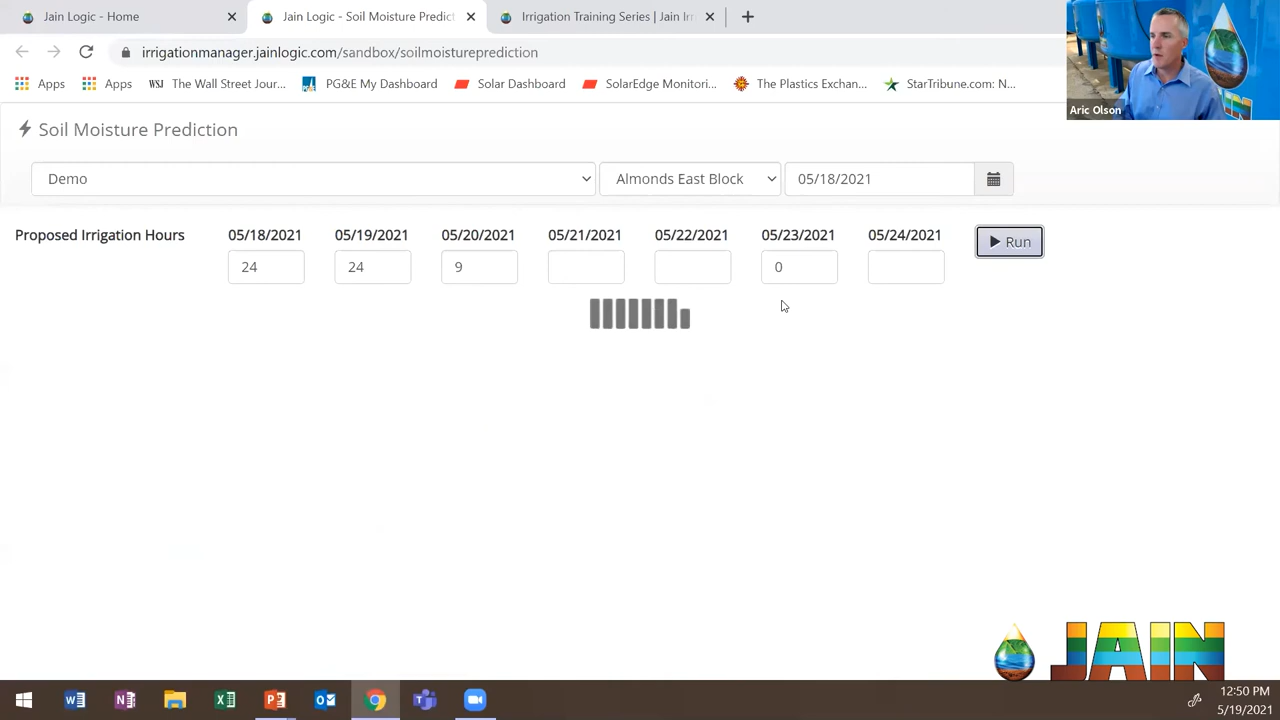 Jain Logic - Home
Jain Logic - Soil Moisture Predict
Irrigation Training Series | Jain Irr
irrigationmanager.jainlogic.com/sandbox/soilmoistureprediction
Apps
Apps
WSJ The Wall Street Jour...
PG&E My Dashboard
Solar Dashboard
SolarEdge Monitori...
The Plastics Exchan...
StarTribune.com: N...
Aric Olson
Soil Moisture Prediction
Demo
Almonds East Block
05/18/2021
Proposed Irrigation Hours
05/18/2021 05/19/2021 05/20/2021 05/21/2021 05/22/2021 05/23/2021 05/24/2021
Run
24 24 9 0
JAIN
12:50 PM
5/19/2021